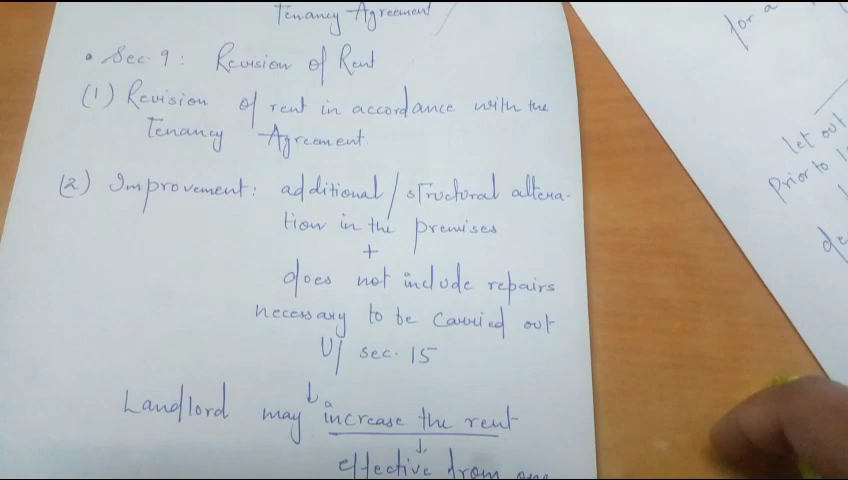 Tenancy Agreement
• Sec. 9: Revision of Rent
(1) Revision of rent in accordance with the
Tenancy Agreement.
(2) Improvement: additional / structural altera-
tion in the premises
+
does not include repairs
necessary to be carried out
U/ sec. 15
↓
Landlord may increase the rent
↓
effective from one
for a
let out
prior to